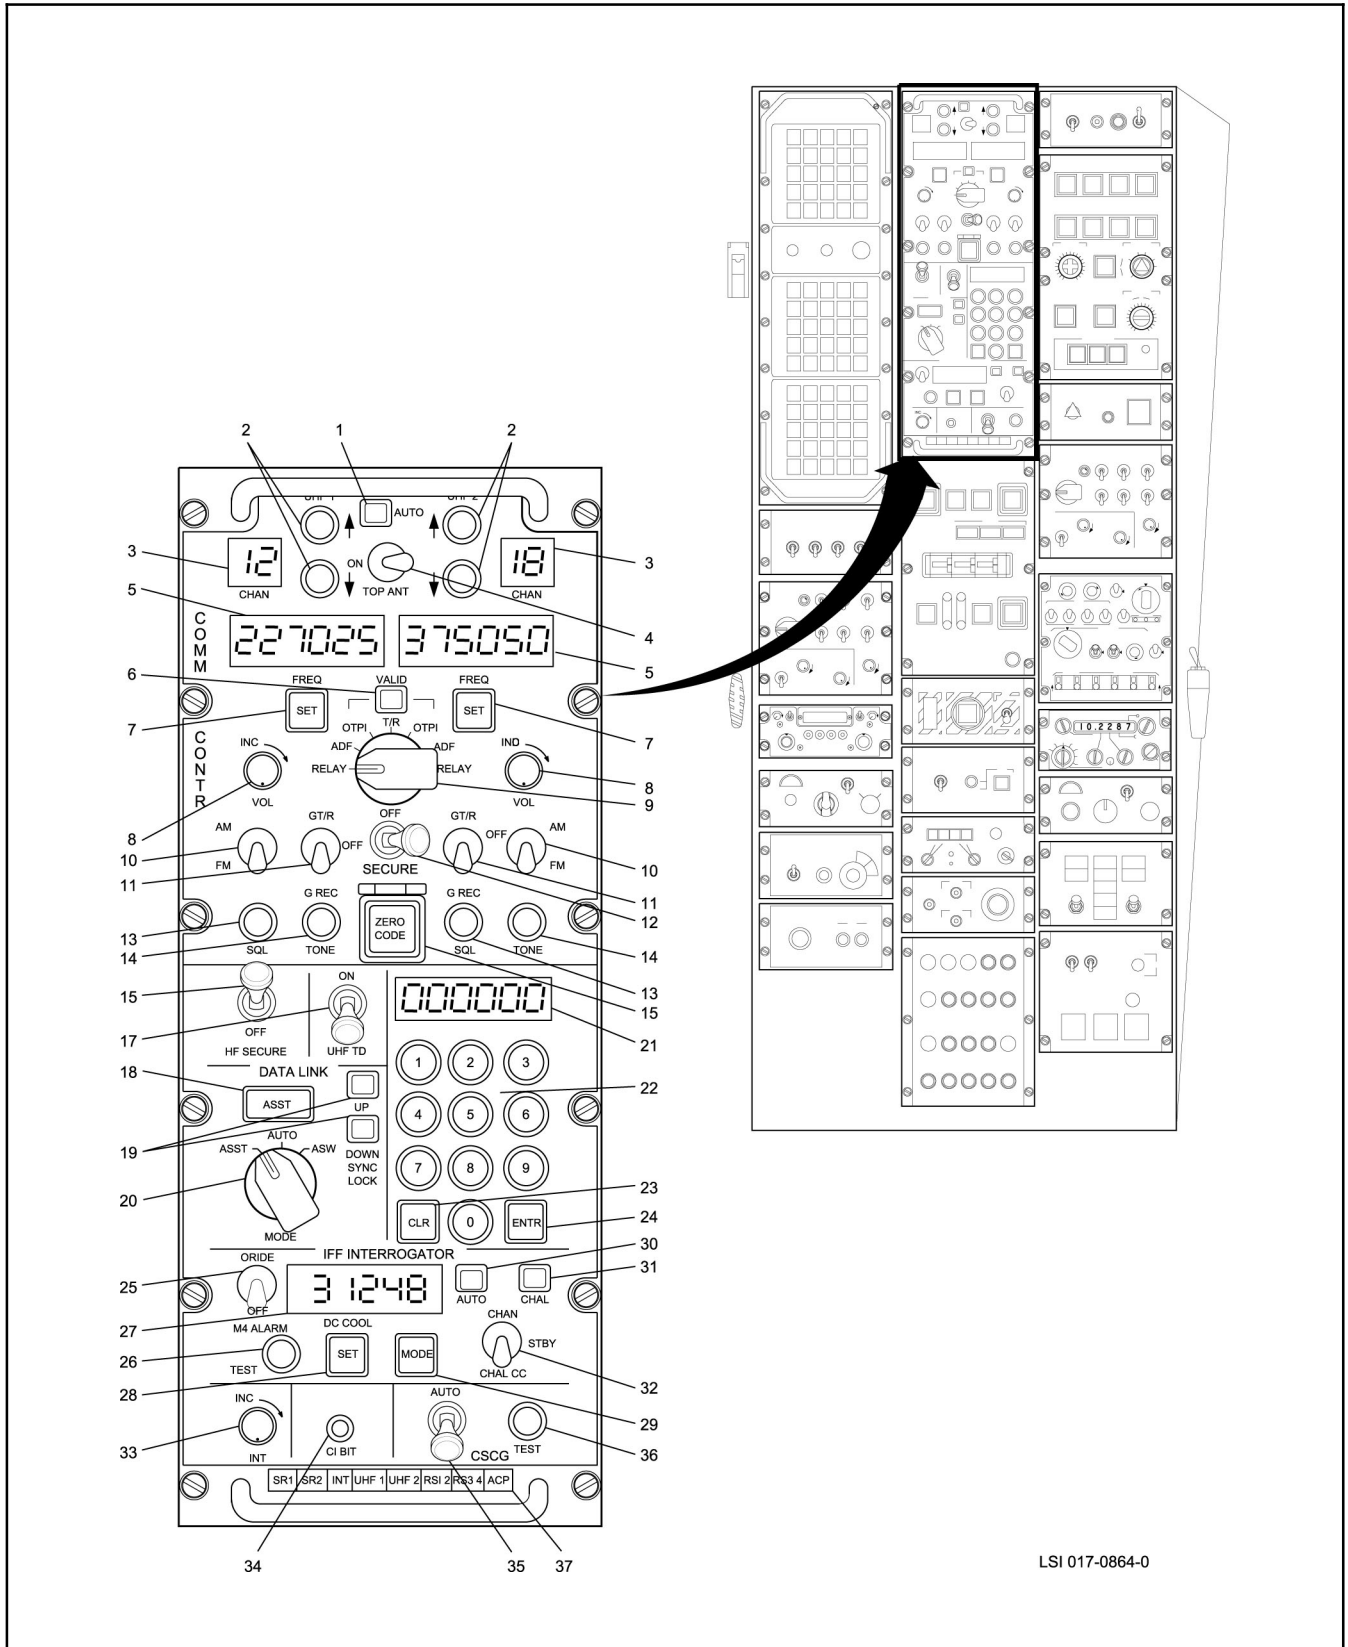 2 1 2
UHF 1 UHF 2
AUTO
3 12 18 3
CHAN ON CHAN
TOP ANT
5 4
COMM
227025 375050
5
6 FREQ VALID FREQ
SET SET
7 7
OTPI T/R OTPI
ADF ADF
RELAY RELAY
CONTR
INC IND
VOL VOL
8 8
9
OFF
AM GT/R GT/R AM
OFF OFF
10 FM FM 10
SECURE
11 11
12
G REC G REC
ZERO
CODE
13 SQL TONE SQL TONE
14 14
13
15 ON 15
000000
OFF
17 21
HF SECURE UHF TD
18 DATA LINK
ASST
UP
1 2 3
22
4 5 6
19
AUTO
ASST ASW
DOWN
SYNC
LOCK
7 8 9
20
MODE
23
CLR 0 ENTR
24
IFF INTERROGATOR
30
ORIDE
25 31248 31
OFF AUTO CHAL
27
M4 ALARM DC COOL CHAN
26 SET MODE STBY
TEST CHAL CC
28 32
29
INC AUTO
33 36
INT CI BIT CSCG TEST
SR1 SR2 INT UHF 1 UHF 2 RSI 2 RS3 4 ACP
34 35 37
INC
10.2287
LSI 017-0864-0